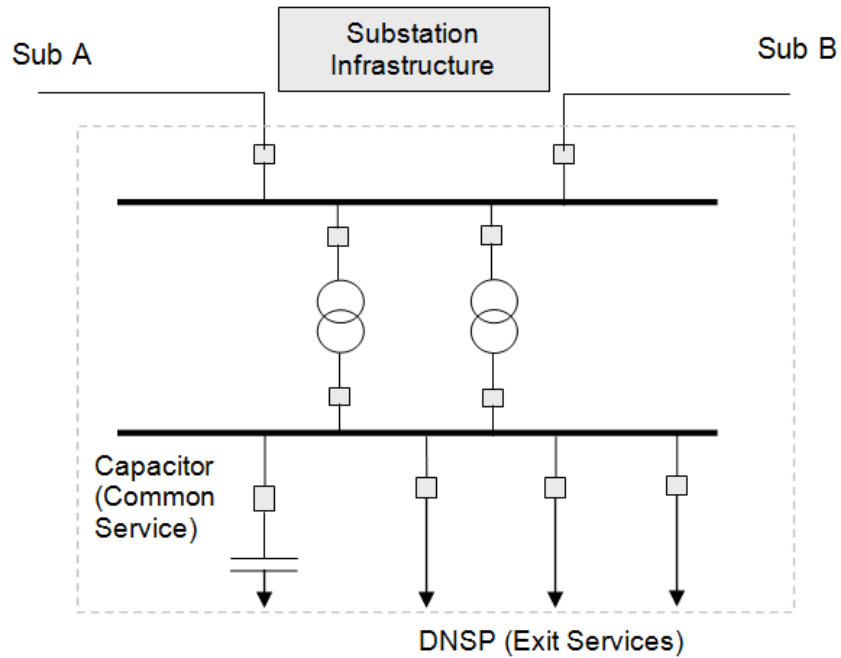 Substation
Infrastructure
Sub A
Sub B
Capacitor
(Common
Service)
DNSP (Exit Services)